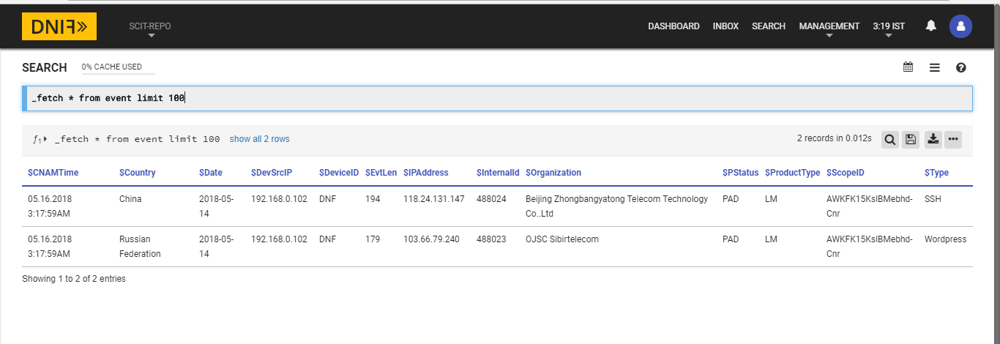 DNIF»
SCIT-REPO
DASHBOARD INBOX SEARCH MANAGEMENT 3:19 IST
SEARCH 0% CACHE USED
_fetch * from event limit 100
ƒ1 _fetch * from event limit 100 show all 2 rows 2 records in 0.012s
$CNAMTime $Country $Date $DevSrcIP $DeviceID $EvtLen $IPAddress $InternalId $Organization $PStatus $ProductType $ScopeID $Type
05.16.2018 China 2018-05- 192.168.0.102 DNF 194 118.24.131.147 488024 Beijing Zhongbangyatong Telecom Technology PAD LM AWKFK15KslBMebhd- SSH
3:17:59AM 14 Co..Ltd Cnr
05.16.2018 Russian 2018-05- 192.168.0.102 DNF 179 103.66.79.240 488023 OJSC Sibirtelecom PAD LM AWKFK15KslBMebhd- Wordpress
3:17:59AM Federation 14 Cnr
Showing 1 to 2 of 2 entries